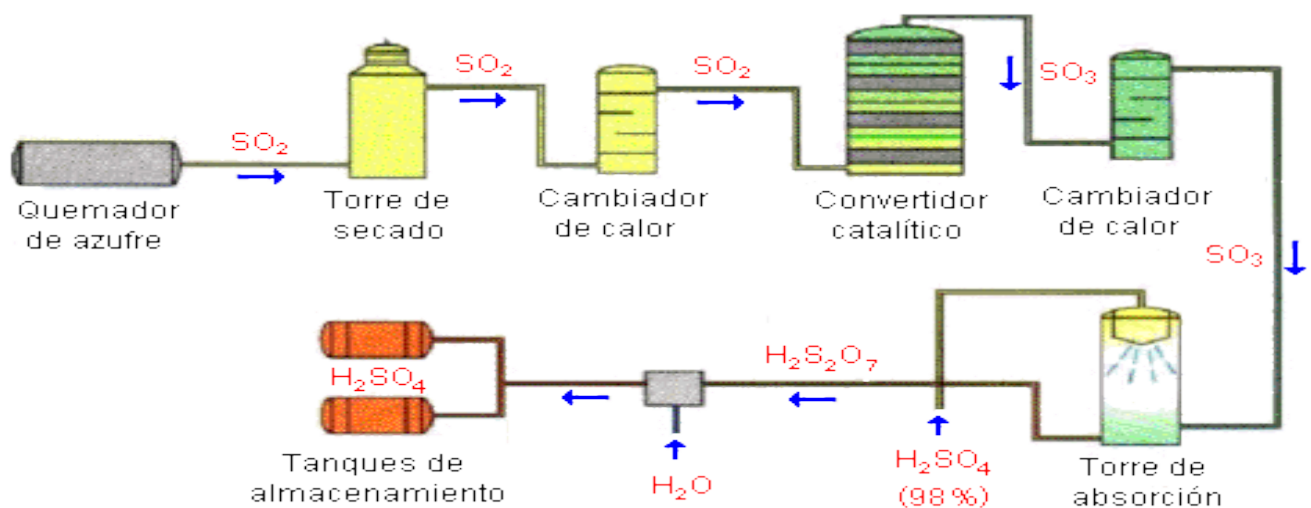 SO₂
Quemador
de azufre
Torre de
secado
SO₂
Cambiador
de calor
SO₂
Convertidor
catalítico
SO₃
Cambiador
de calor
SO₃
Torre de
absorción
H₂SO₄
(98%)
H₂S₂O₇
H₂O
H₂SO₄
Tanques de
almacenamiento